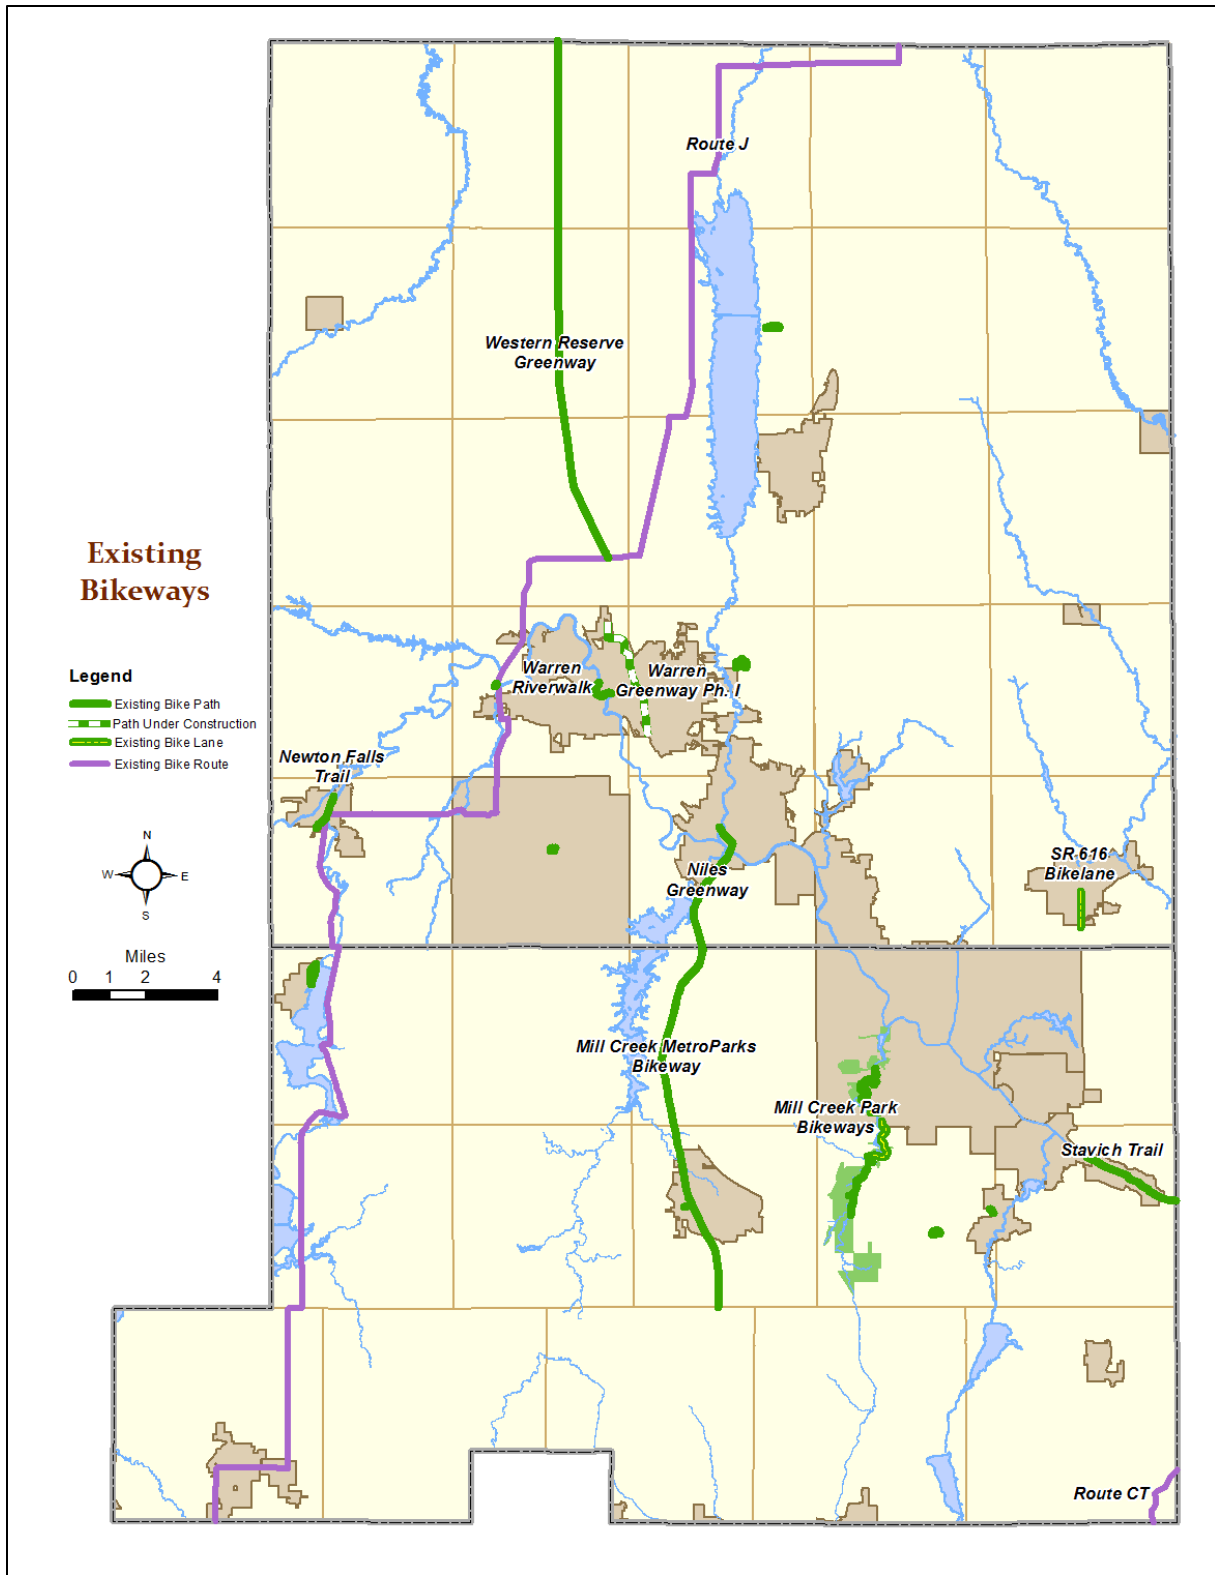 Route J
Western Reserve
Greenway
Existing
Bikeways
Legend
Existing Bike Path
Path Under Construction
Existing Bike Lane
Existing Bike Route
Warren
Riverwalk
Warren
Greenway Ph. I
Newton Falls
Trail
N
W
E
S
Miles
0 1 2 4
Niles
Greenway
SR 616
Bikelane
Mill Creek MetroParks
Bikeway
Mill Creek Park
Bikeways
Stavich Trail
Route CT